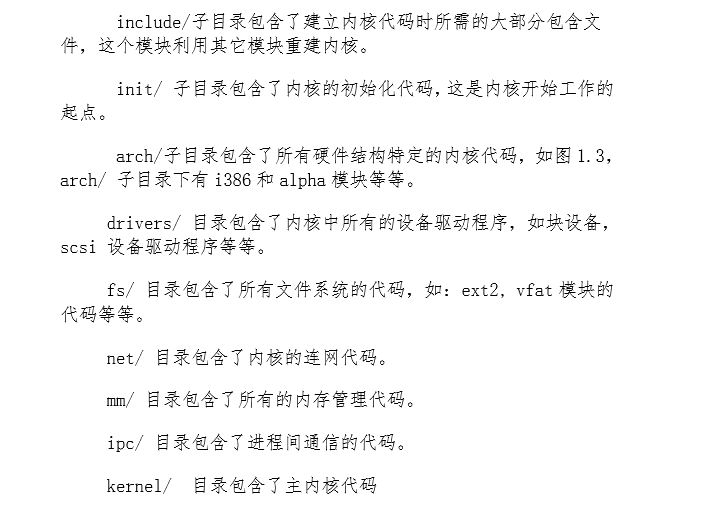 include/子目录包含了建立内核代码时所需的大部分包含文
件，这个模块利用其它模块重建内核。
init/ 子目录包含了内核的初始化代码，这是内核开始工作的
起点。
arch/子目录包含了所有硬件结构特定的内核代码，如图 1.3，
arch/ 子目录下有 i386 和 alpha 模块等等。
drivers/ 目录包含了内核中所有的设备驱动程序，如块设备，
scsi 设备驱动程序等等。
fs/ 目录包含了所有文件系统的代码，如：ext2, vfat 模块的
代码等等。
net/ 目录包含了内核的连网代码。
mm/ 目录包含了所有的内存管理代码。
ipc/ 目录包含了进程间通信的代码。
kernel/  目录包含了主内核代码